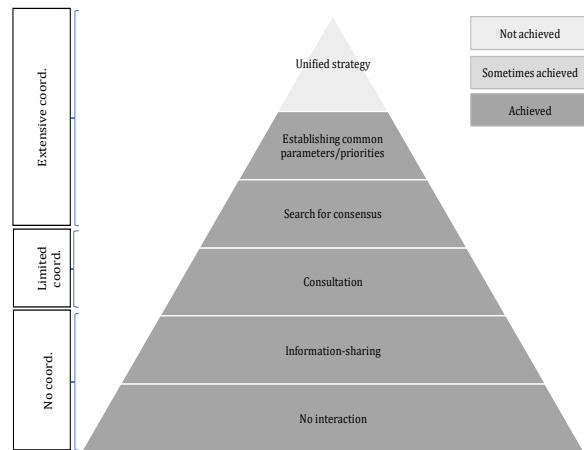 Not achieved
Sometimes achieved
Achieved
Extensive coord.
Limited
coord.
No coord.
Unified strategy
Establishing common
parameters/priorities
Search for consensus
Consultation
Information-sharing
No interaction